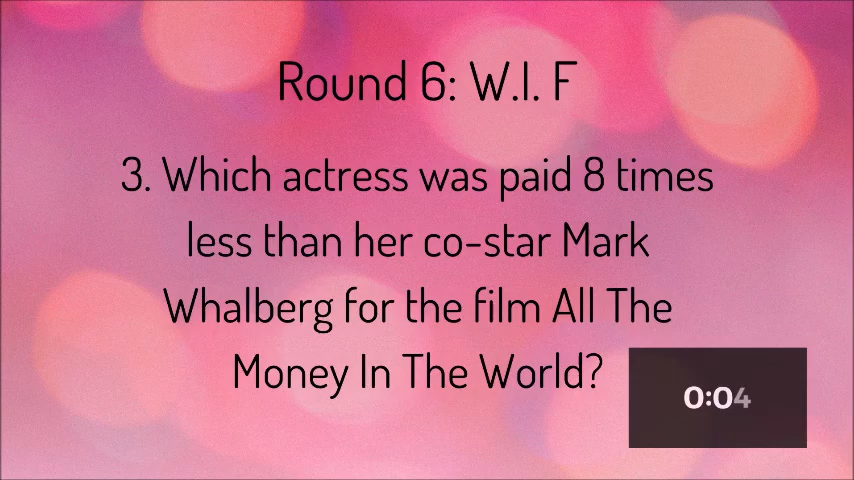 Round 6: W.I. F
3. Which actress was paid 8 times
less than her co-star Mark
Whalberg for the film All The
Money In The World?
0:04